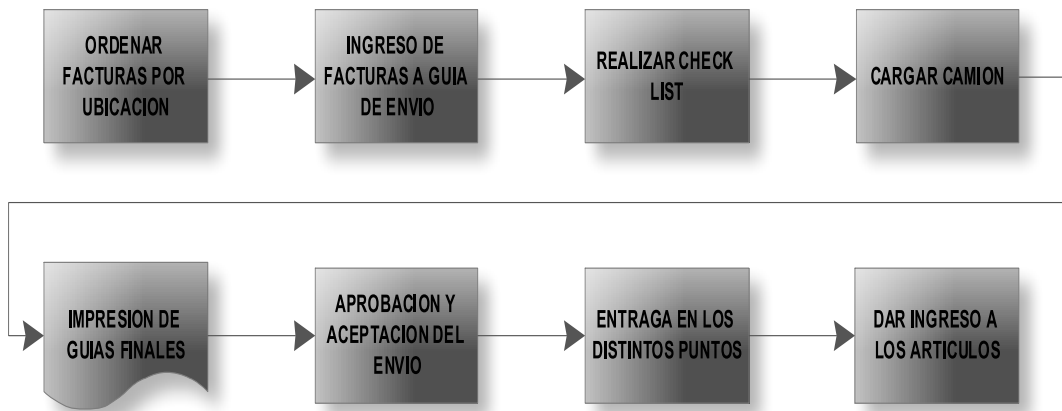 ORDENAR
FACTURAS POR
UBICACION
INGRESO DE
FACTURAS A GUIA
DE ENVIO
REALIZAR CHECK
LIST
CARGAR CAMION
IMPRESION DE
GUIAS FINALES
APROBACION Y
ACEPTACION DEL
ENVIO
ENTRAGA EN LOS
DISTINTOS PUNTOS
DAR INGRESO A
LOS ARTICULOS